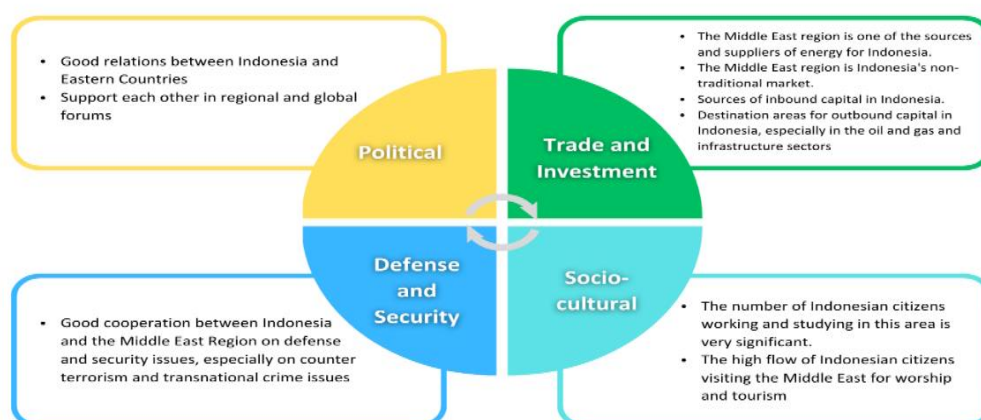 • Good relations between Indonesia and
Eastern Countries
• Support each other in regional and global
forums
• The Middle East region is one of the sources
and suppliers of energy for Indonesia.
• The Middle East region is Indonesia's non-
traditional market.
• Sources of inbound capital in Indonesia.
• Destination areas for outbound capital in
Indonesia, especially in the oil and gas and
infrastructure sectors
Political
Trade and
Investment
Defense
and
Security
Socio-
cultural
• Good cooperation between Indonesia
and the Middle East Region on defense
and security issues, especially on counter
terrorism and transnational crime issues
• The number of Indonesian citizens
working and studying in this area is
very significant.
• The high flow of Indonesian citizens
visiting the Middle East for worship
and tourism